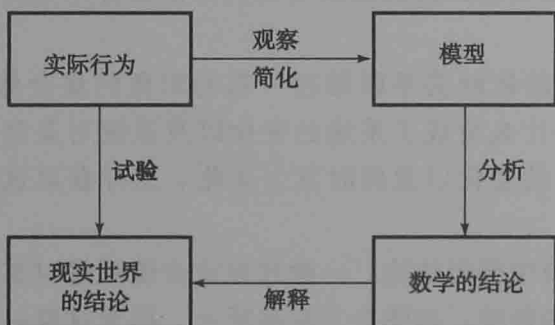 实际行为
观察
简化
模型
试验
分析
现实世界
的结论
解释
数学的结论